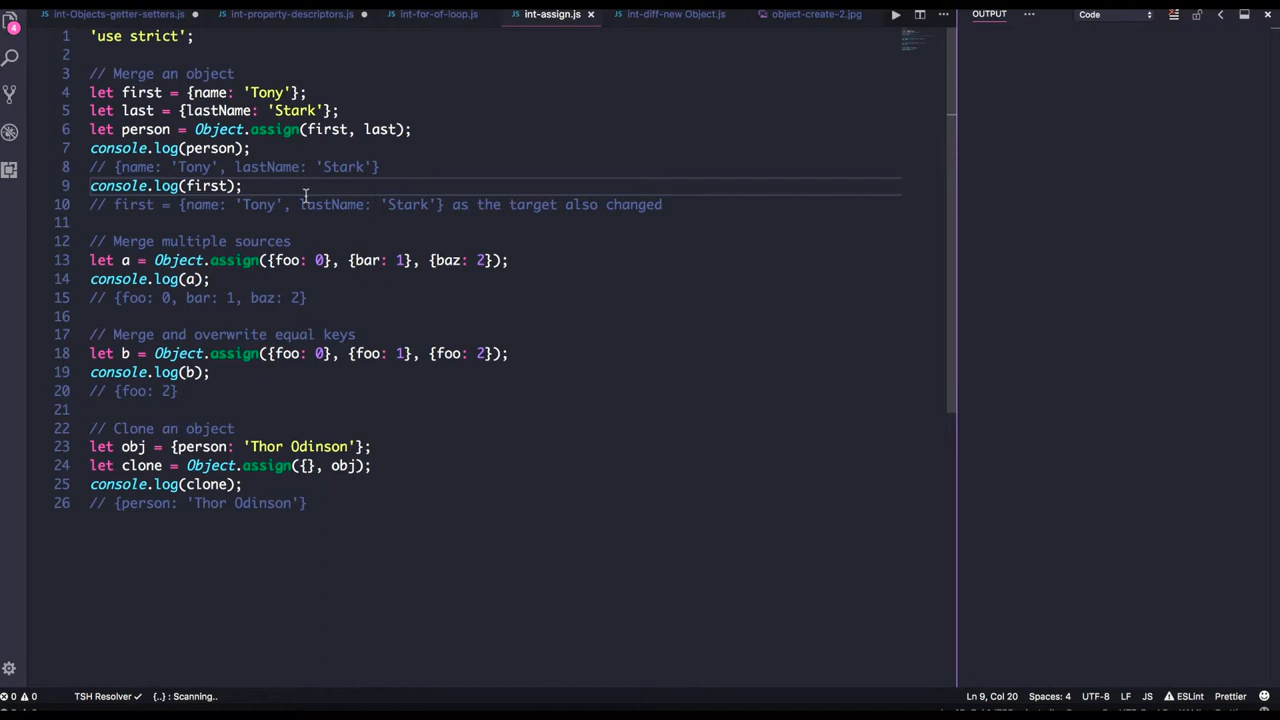 int-Objects-getter-setters.js int-property-descriptors.js int-for-of-loop.js int-assign.js int-diff-new Object.js object-create-2.jpg OUTPUT Code
4
1 'use strict';
2
3 // Merge an object
4 let first = {name: 'Tony'};
5 let last = {lastName: 'Stark'};
6 let person = Object.assign(first, last);
7 console.log(person);
8 // {name: 'Tony', lastName: 'Stark'}
9 console.log(first);
10 // first = {name: 'Tony', lastName: 'Stark'} as the target also changed
11
12 // Merge multiple sources
13 let a = Object.assign({foo: 0}, {bar: 1}, {baz: 2});
14 console.log(a);
15 // {foo: 0, bar: 1, baz: 2}
16
17 // Merge and overwrite equal keys
18 let b = Object.assign({foo: 0}, {foo: 1}, {foo: 2});
19 console.log(b);
20 // {foo: 2}
21
22 // Clone an object
23 let obj = {person: 'Thor Odinson'};
24 let clone = Object.assign({}, obj);
25 console.log(clone);
26 // {person: 'Thor Odinson'}
0 0 TSH Resolver ✓ {..} : Scanning.. Ln 9, Col 20 Spaces: 4 UTF-8 LF JS ESLint Prettier